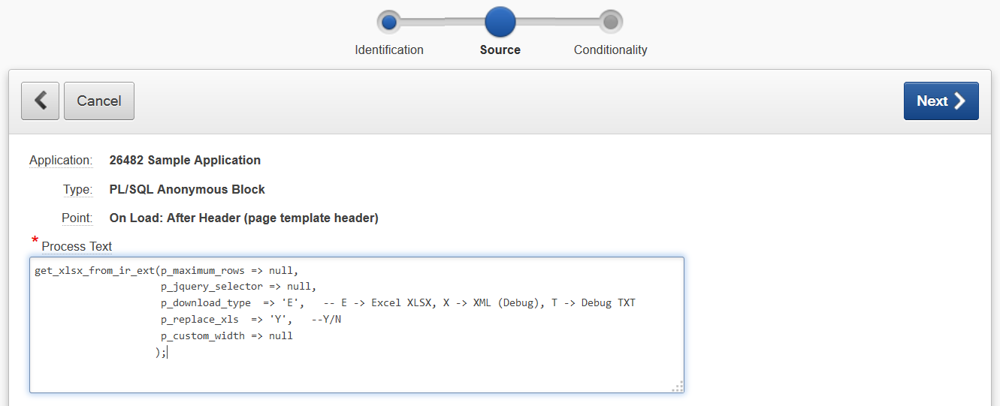 Identification
Source
Conditionality
Cancel
Next
Application: 26482 Sample Application
Type: PL/SQL Anonymous Block
Point: On Load: After Header (page template header)
* Process Text
get_xlsx_from_ir_ext(p_maximum_rows => null,
                     p_jquery_selector => null,
                     p_download_type  => 'E',   -- E -> Excel XLSX, X -> XML (Debug), T -> Debug TXT
                     p_replace_xls  => 'Y',   --Y/N
                     p_custom_width => null
                    );